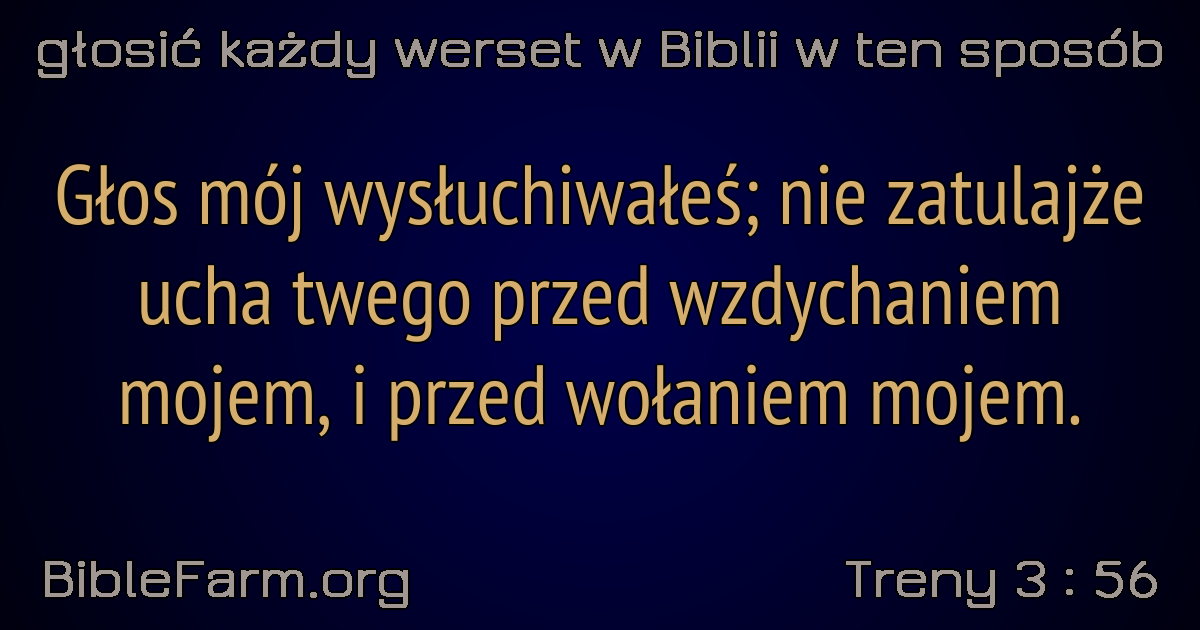 głosić każdy werset w Biblii w ten sposób
Głos mój wysłuchiwałeś; nie zatulajże
ucha twego przed wzdychaniem
mojem, i przed wołaniem mojem.
BibleFarm.org
Treny 3 : 56